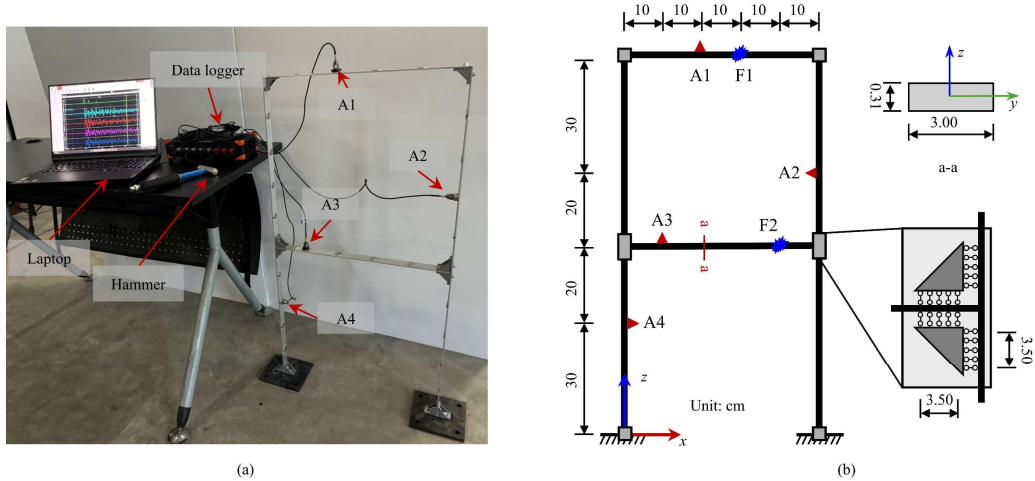 Data logger
A1
A2
A3
Laptop
Hammer
A4
(a)
10 10 10 10 10
A1 F1
30
A2
20
A3 F2
a
a
20
A4
30
z
x
Unit: cm
z
y
0.31
3.00
a-a
3.50
3.50
(b)